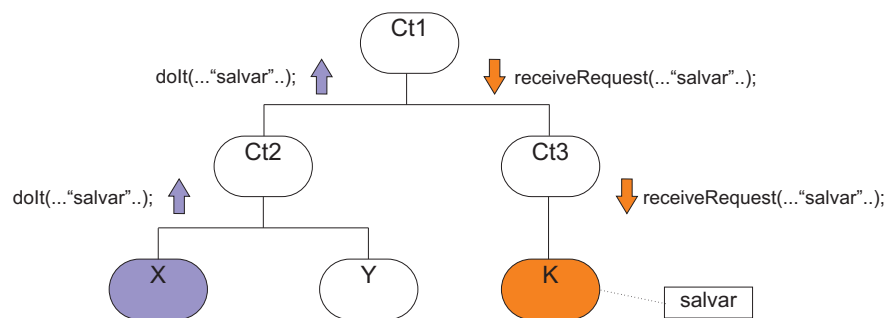 Ct1
doIt(...“salvar”..);
receiveRequest(...“salvar”..);
Ct2
Ct3
doIt(...“salvar”..);
receiveRequest(...“salvar”..);
X
Y
K
salvar